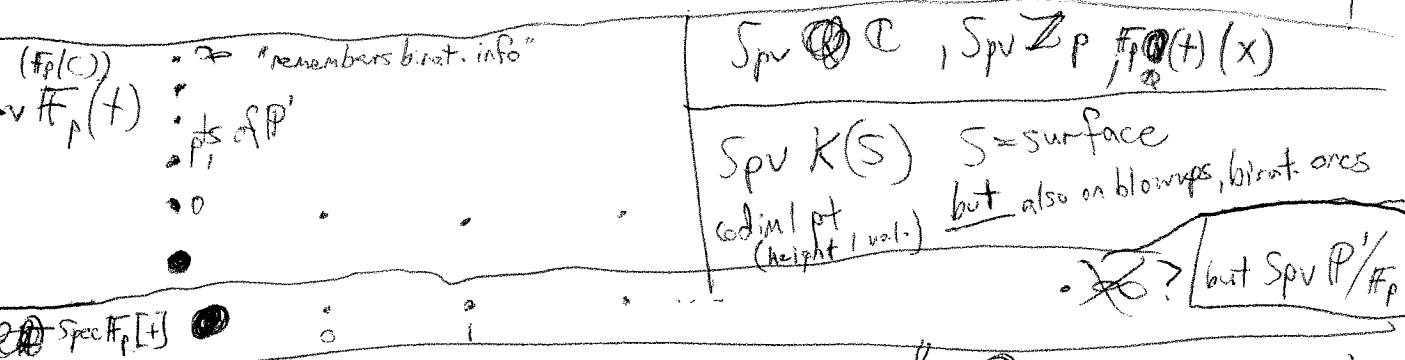 (𝔽p/C)) ∞ "remembers birat. info"
v 𝔽p(t)
pts of ℙ¹
1
0
Spec 𝔽p[t]
0 1
Spv ℂ, Spv ℤp, 𝔽p(t)(x)
Spv K(S) S = surface
codim 1 pt but also on blowups, birat. ones
(height 1 val.)
∞? but Spv ℙ¹/𝔽p